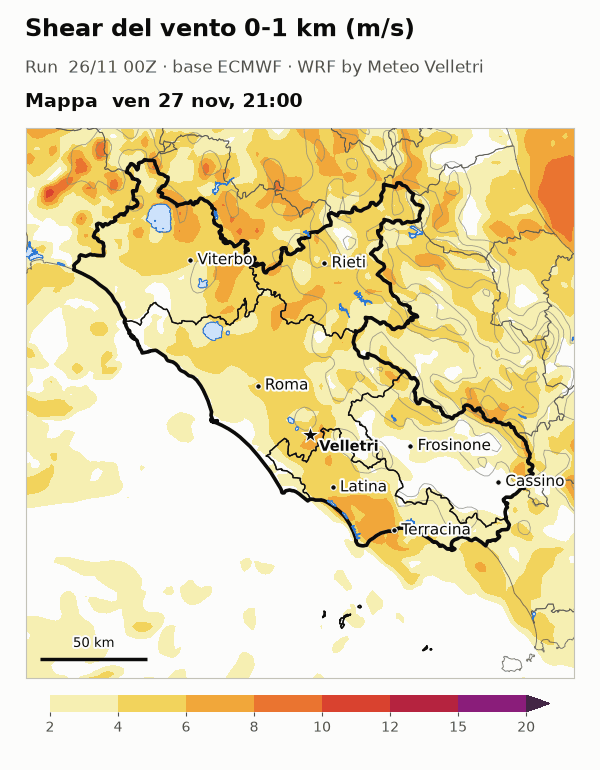 Shear del vento 0-1 km (m/s)
Run  26/11 00Z · base ECMWF · WRF by Meteo Velletri
Mappa  ven 27 nov, 21:00
Viterbo
Rieti
Roma
Velletri
Frosinone
Cassino
Latina
Terracina
50 km
2 4 6 8 10 12 15 20